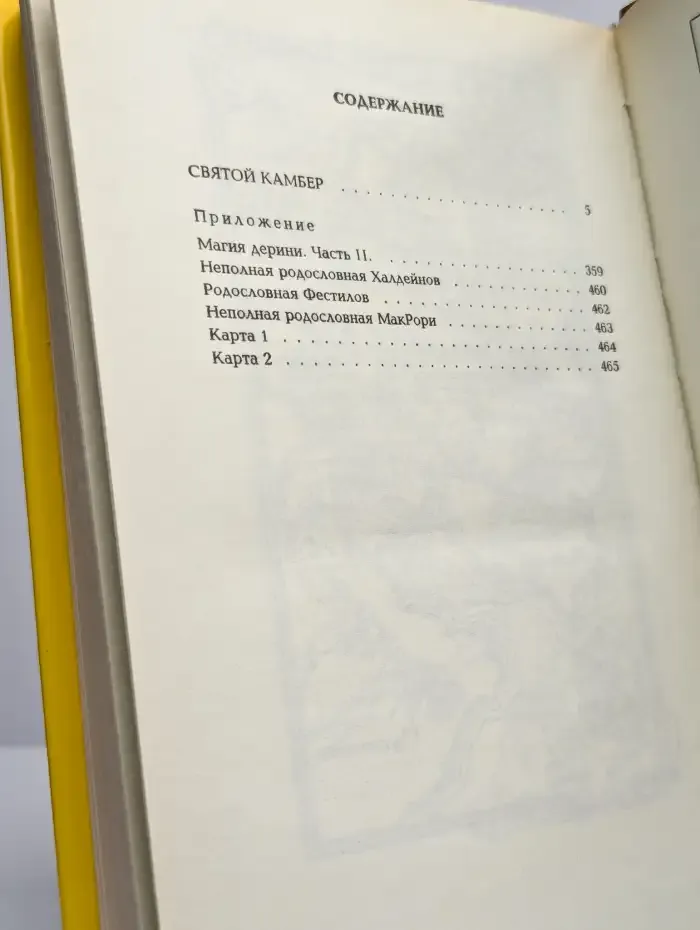 СОДЕРЖАНИЕ
СВЯТОЙ КАМБЕР . . . . . . . . . . . . . . . . . . . . 5
Приложение
Магия дерини. Часть II. . . . . . . . . . . . . . . . . . 359
Неполная родословная Халдейнов . . . . . . . . . . . 460
Родословная Фестилов . . . . . . . . . . . . . . . . . 462
Неполная родословная МакРори . . . . . . . . . . . . 463
Карта 1 . . . . . . . . . . . . . . . . . . . . . . . . . 464
Карта 2 . . . . . . . . . . . . . . . . . . . . . . . . . 465